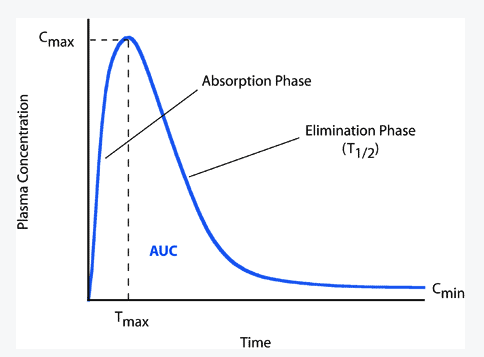 Cmax
Absorption Phase
Elimination Phase
(T1/2)
Plasma Concentration
AUC
Cmin
Tmax
Time